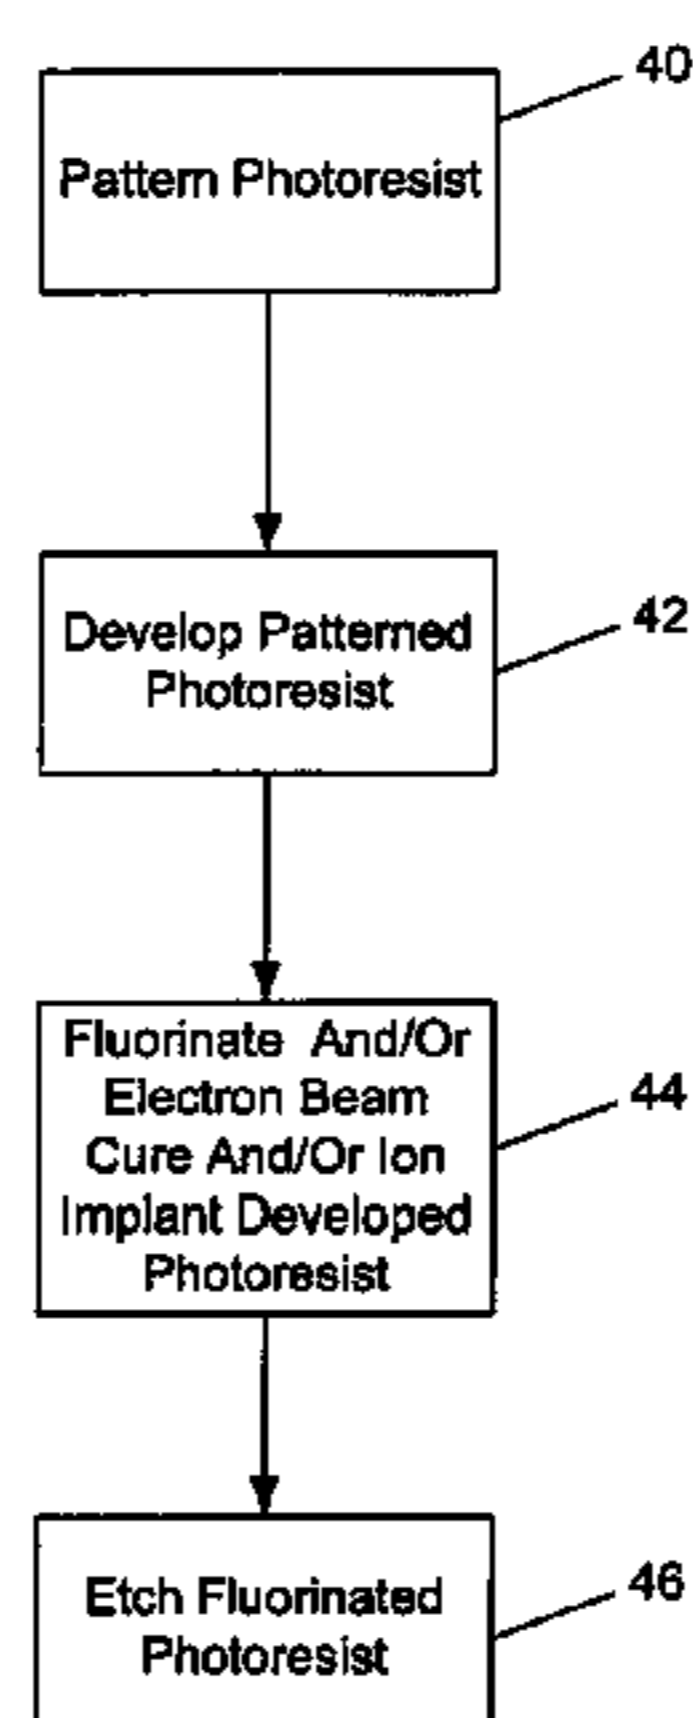 40
Pattern Photoresist
42
Develop Patterned
Photoresist
44
Fluorinate And/Or
Electron Beam
Cure And/Or Ion
Implant Developed
Photoresist
46
Etch Fluorinated
Photoresist